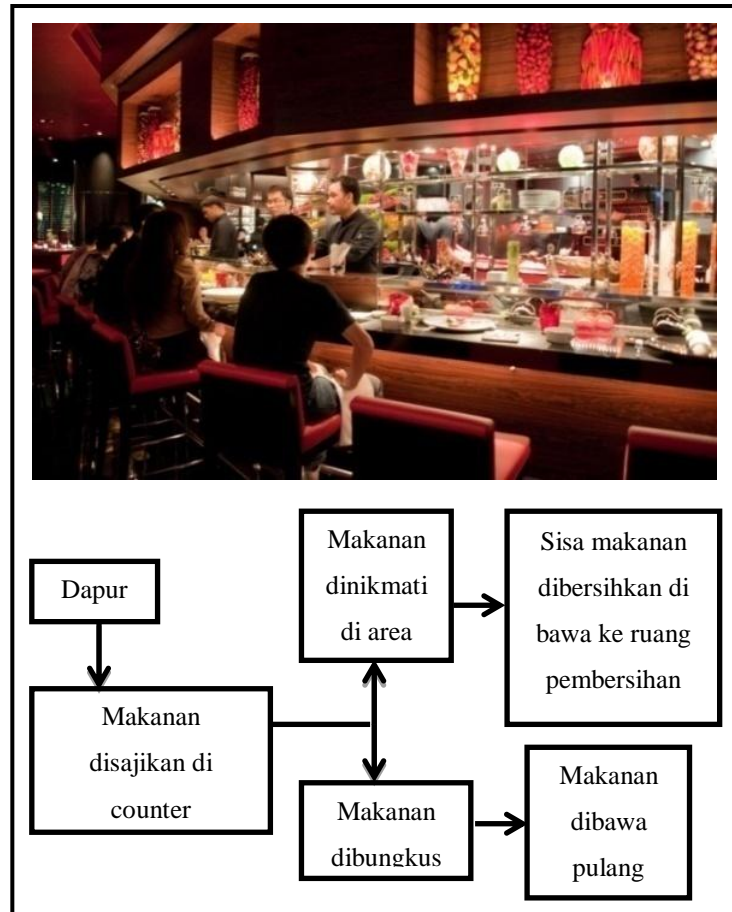 Dapur
Makanan
disajikan di
counter
Makanan
dinikmati
di area
Sisa makanan
dibersihkan di
bawa ke ruang
pembersihan
Makanan
dibungkus
Makanan
dibawa
pulang